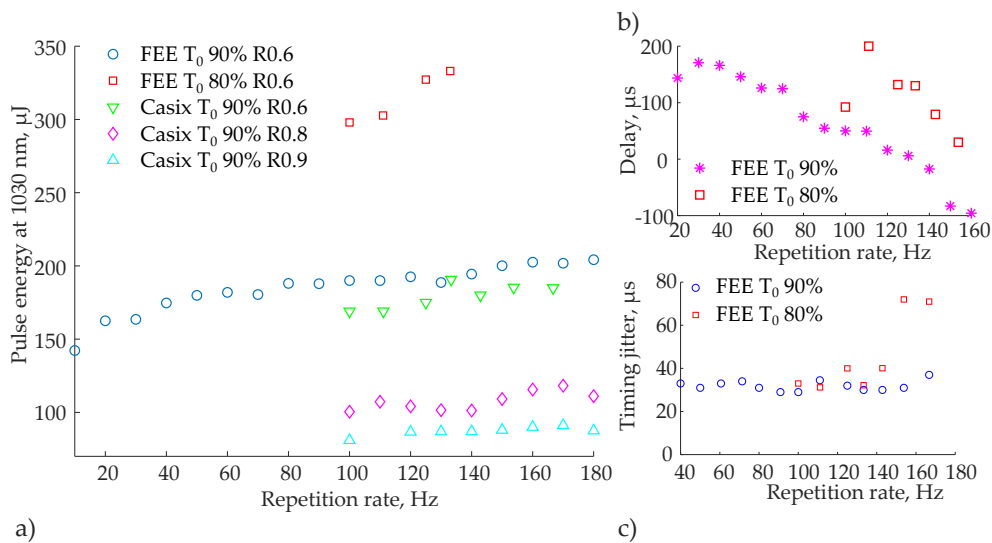 350
300
250
200
150
100
Pulse energy at 1030 nm, μJ
FEE T₀ 90% R0.6
FEE T₀ 80% R0.6
Casix T₀ 90% R0.6
Casix T₀ 90% R0.8
Casix T₀ 90% R0.9
20 40 60 80 100 120 140 160 180
Repetition rate, Hz
a)
b)
200
100
0
-100
Delay, μs
FEE T₀ 90%
FEE T₀ 80%
20 40 60 80 100 120 140 160
Repetition rate, Hz
80
60
40
20
0
Timing jitter, μs
FEE T₀ 90%
FEE T₀ 80%
40 60 80 100 120 140 160 180
Repetition rate, Hz
c)